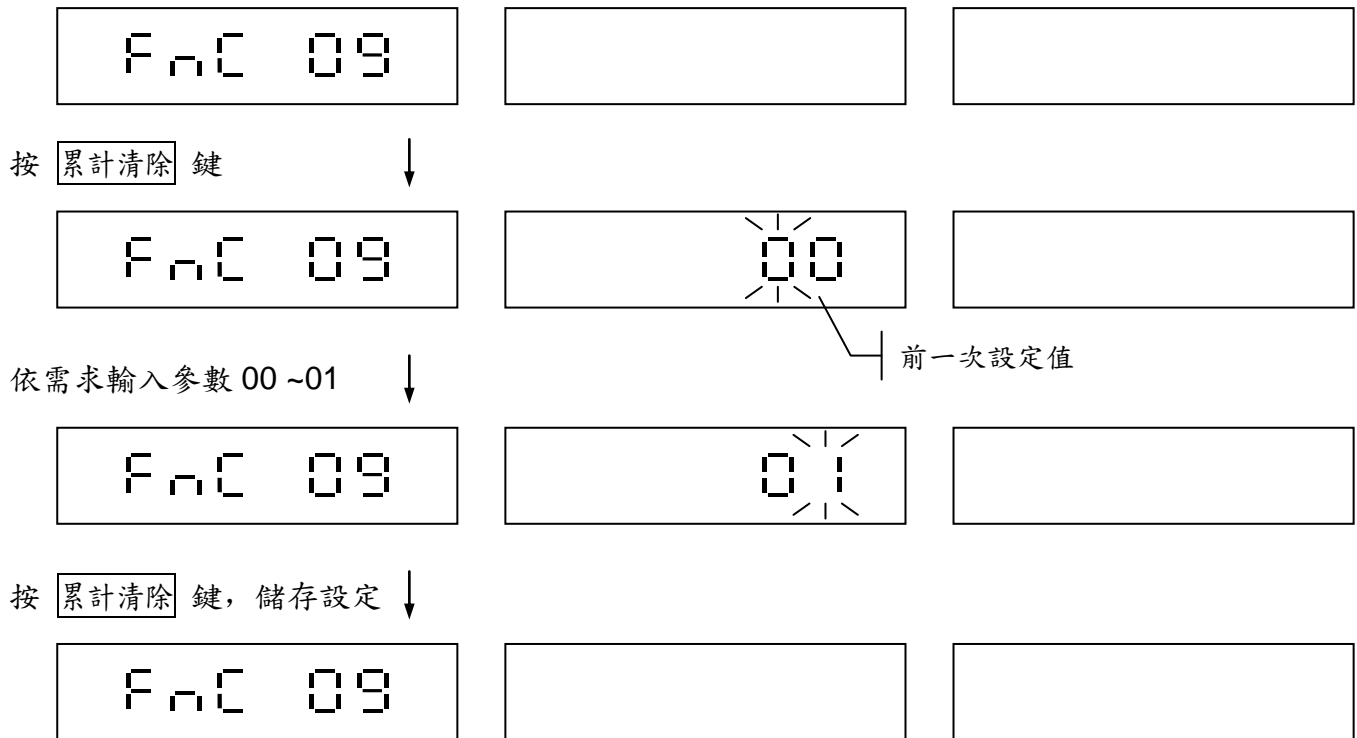 FnC 09
按 累計清除 鍵
FnC 09 00
前一次設定值
依需求輸入參數 00 ~01
FnC 09 01
按 累計清除 鍵，儲存設定
FnC 09